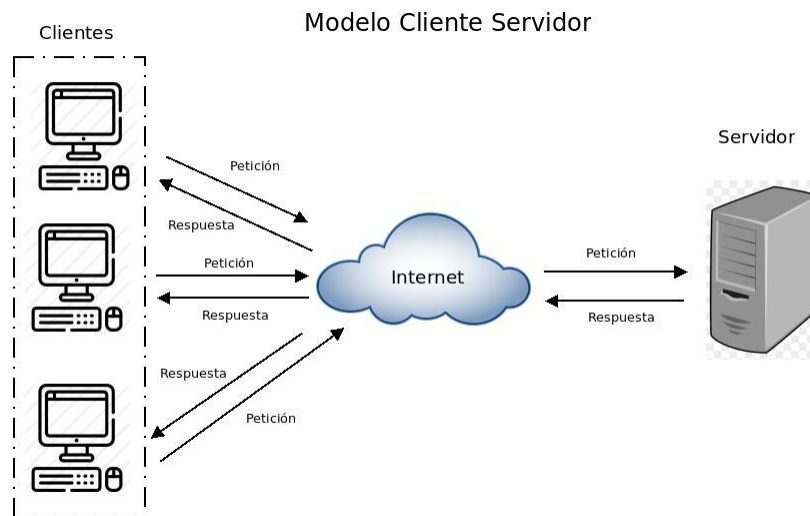 Modelo Cliente Servidor
Clientes
Servidor
Petición
Respuesta
Petición
Respuesta
Internet
Petición
Respuesta
Respuesta
Petición